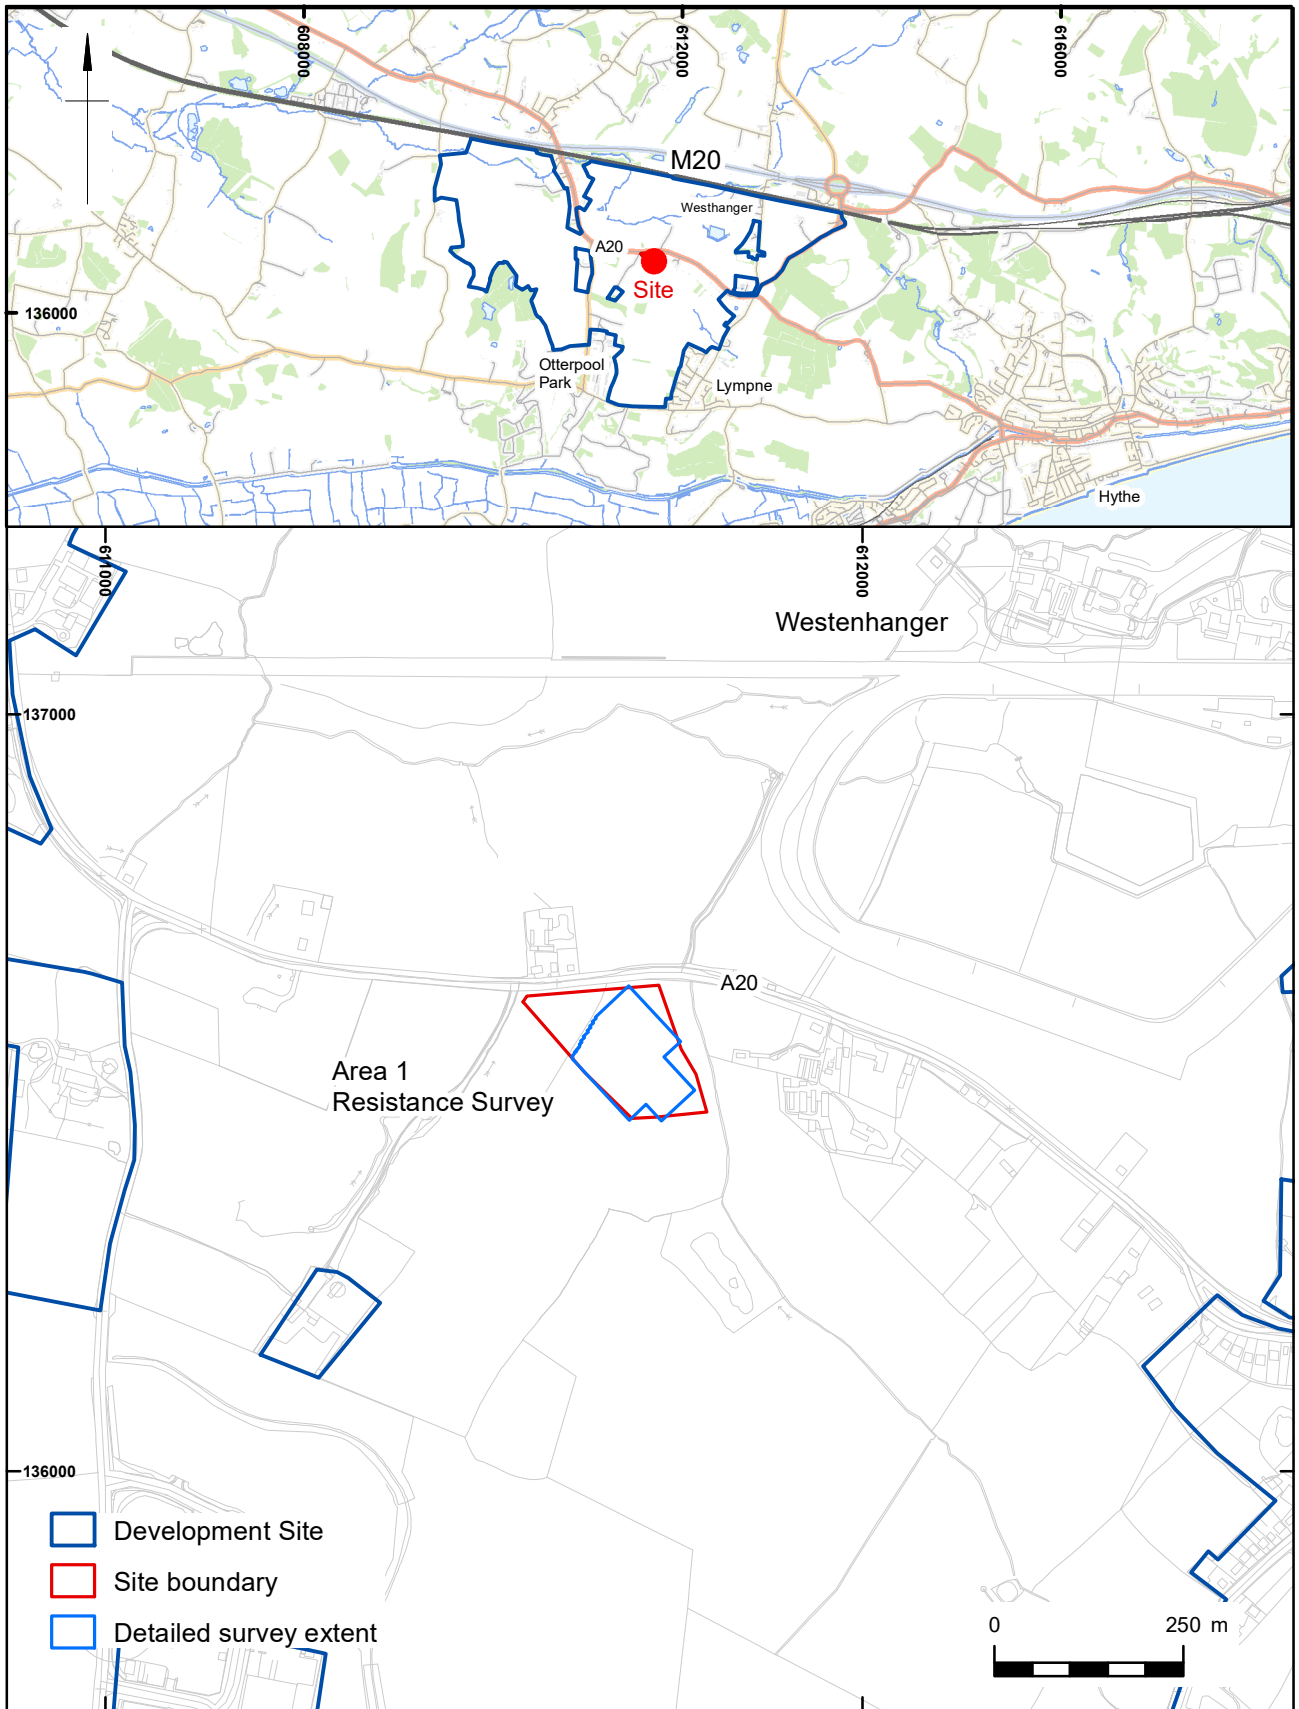 608000
612000
616000
M20
Westhanger
A20
Site
136000
Otterpool
Park
Lympne
Hythe
611000
612000
Westenhanger
137000
A20
Area 1
Resistance Survey
136000
Development Site
Site boundary
Detailed survey extent
0 250 m